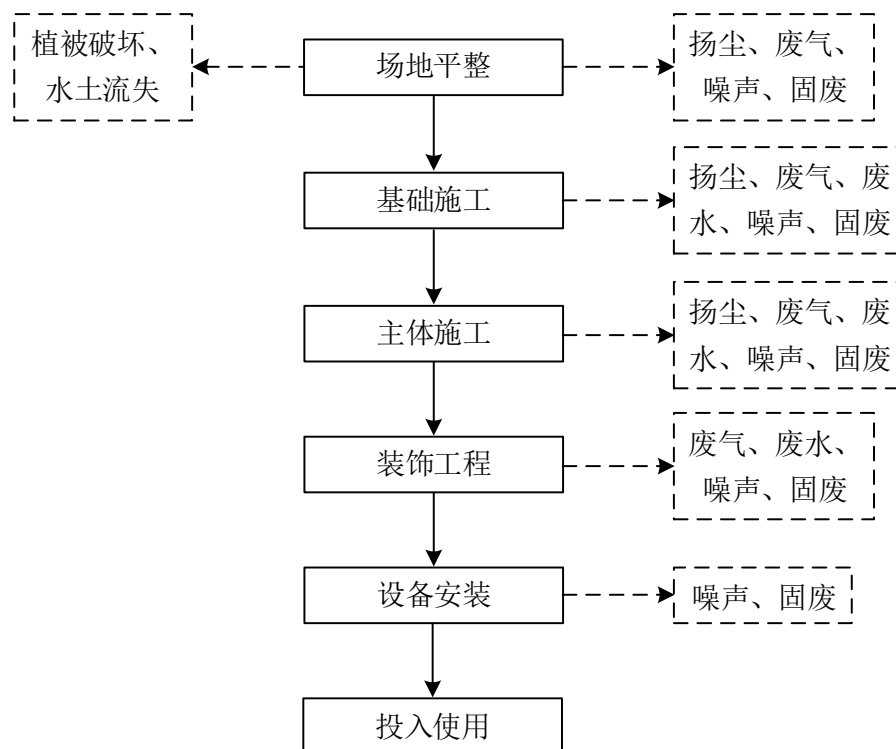 植被破坏、
水土流失
场地平整
扬尘、废气、
噪声、固废
基础施工
扬尘、废气、废
水、噪声、固废
主体施工
扬尘、废气、废
水、噪声、固废
装饰工程
废气、废水、
噪声、固废
设备安装
噪声、固废
投入使用